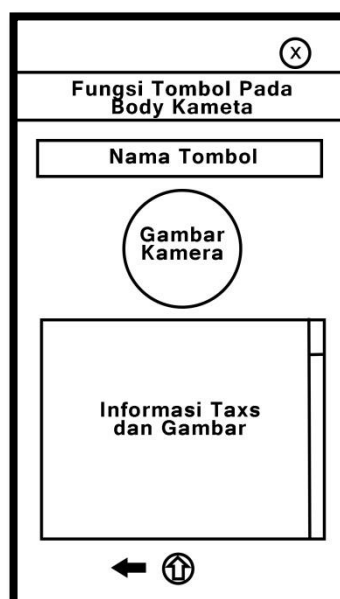 X
Fungsi Tombol Pada
Body Kameta
Nama Tombol
Gambar
Kamera
Informasi Taxs
dan Gambar